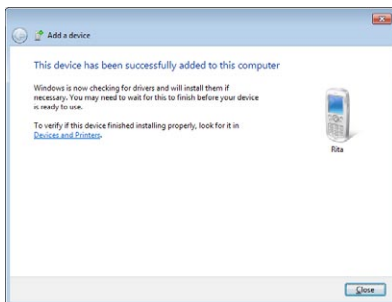 Add a device
This device has been successfully added to this computer
Windows is now checking for drivers and will install them if
necessary. You may need to wait for this to finish before your device
is ready to use.
To verify if this device finished installing properly, look for it in
Devices and Printers.
Rita
Close